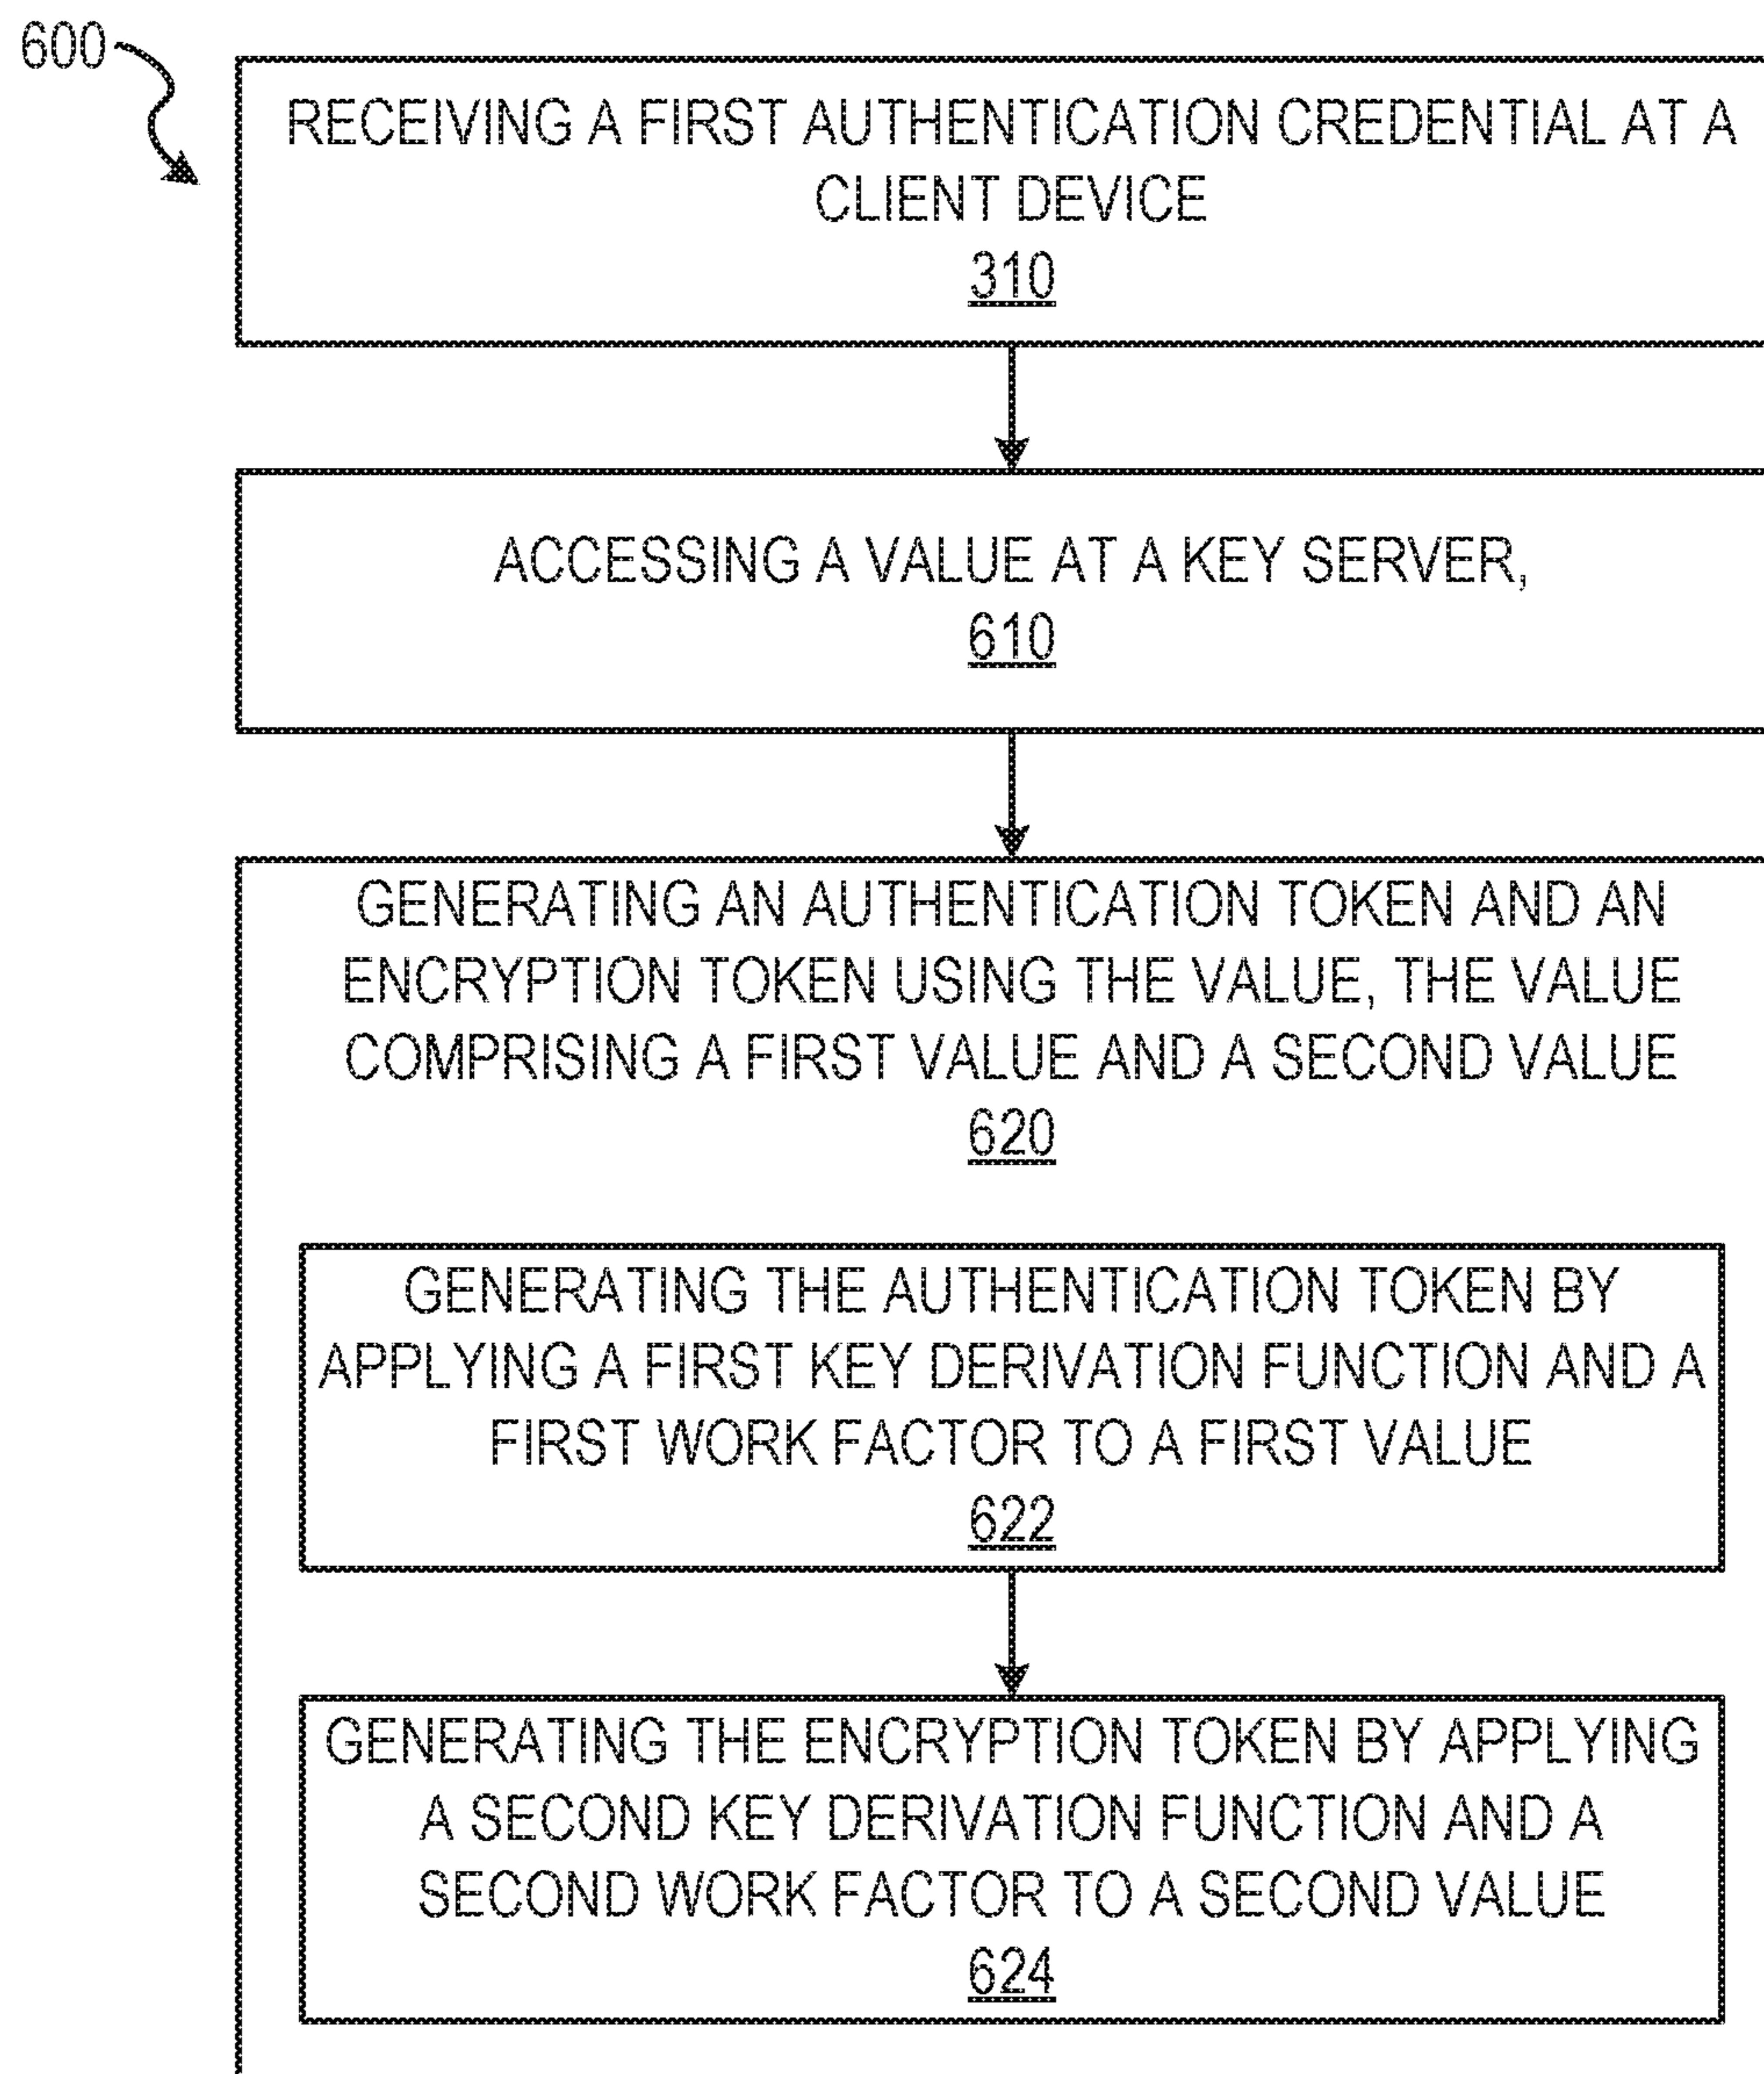 600
RECEIVING A FIRST AUTHENTICATION CREDENTIAL AT A
CLIENT DEVICE
310
ACCESSING A VALUE AT A KEY SERVER,
610
GENERATING AN AUTHENTICATION TOKEN AND AN
ENCRYPTION TOKEN USING THE VALUE, THE VALUE
COMPRISING A FIRST VALUE AND A SECOND VALUE
620
GENERATING THE AUTHENTICATION TOKEN BY
APPLYING A FIRST KEY DERIVATION FUNCTION AND A
FIRST WORK FACTOR TO A FIRST VALUE
622
GENERATING THE ENCRYPTION TOKEN BY APPLYING
A SECOND KEY DERIVATION FUNCTION AND A
SECOND WORK FACTOR TO A SECOND VALUE
624